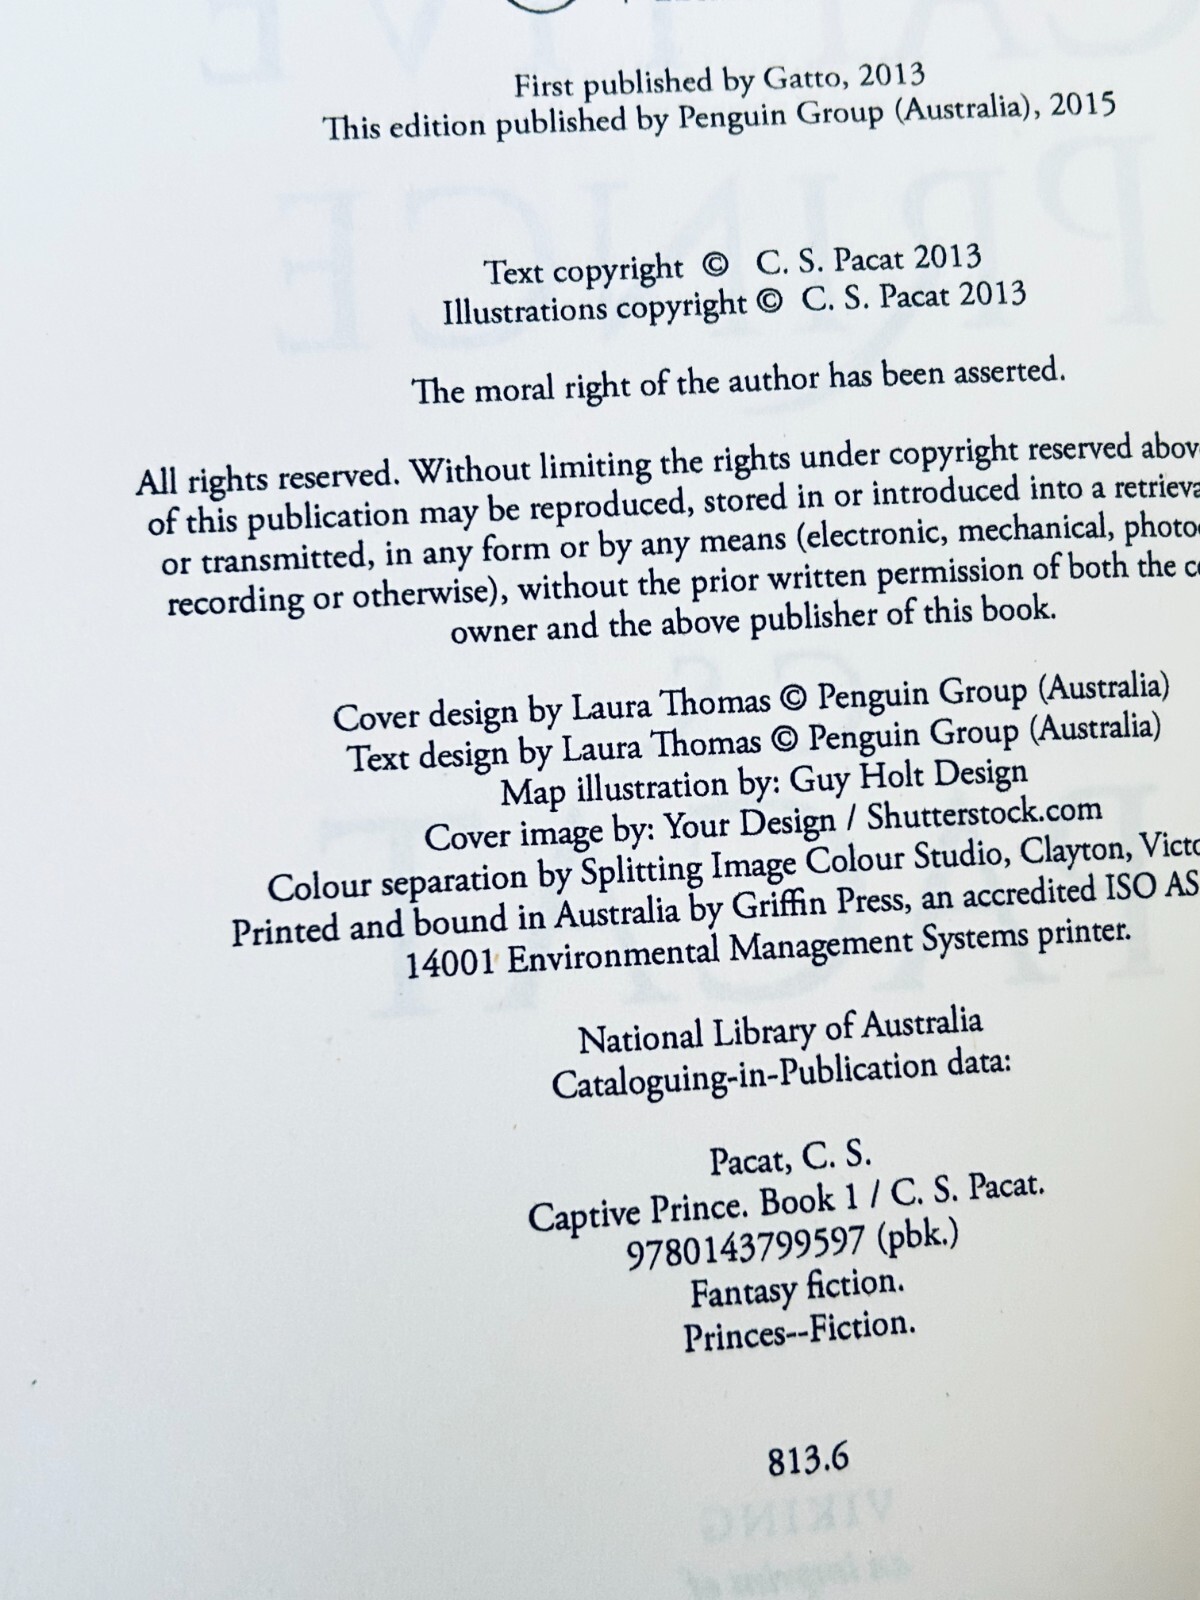 First published by Gatto, 2013
This edition published by Penguin Group (Australia), 2015
Text copyright © C. S. Pacat 2013
Illustrations copyright © C. S. Pacat 2013
The moral right of the author has been asserted.
All rights reserved. Without limiting the rights under copyright reserved
of this publication may be reproduced, stored in or introduced into a
or transmitted, in any form or by any means (electronic, mechanical,
recording or otherwise), without the prior written permission of both the
owner and the above publisher of this book.
Cover design by Laura Thomas © Penguin Group (Australia)
Text design by Laura Thomas © Penguin Group (Australia)
Map illustration by: Guy Holt Design
Cover image by: Your Design / Shutterstock.com
Colour separation by Splitting Image Colour Studio, Clayton,
Printed and bound in Australia by Griffin Press, an accredited ISO AS
14001 Environmental Management Systems printer.
National Library of Australia
Cataloguing-in-Publication data:
Pacat, C. S.
Captive Prince. Book 1 / C. S. Pacat.
9780143799597 (pbk.)
Fantasy fiction.
Princes--Fiction.
813.6